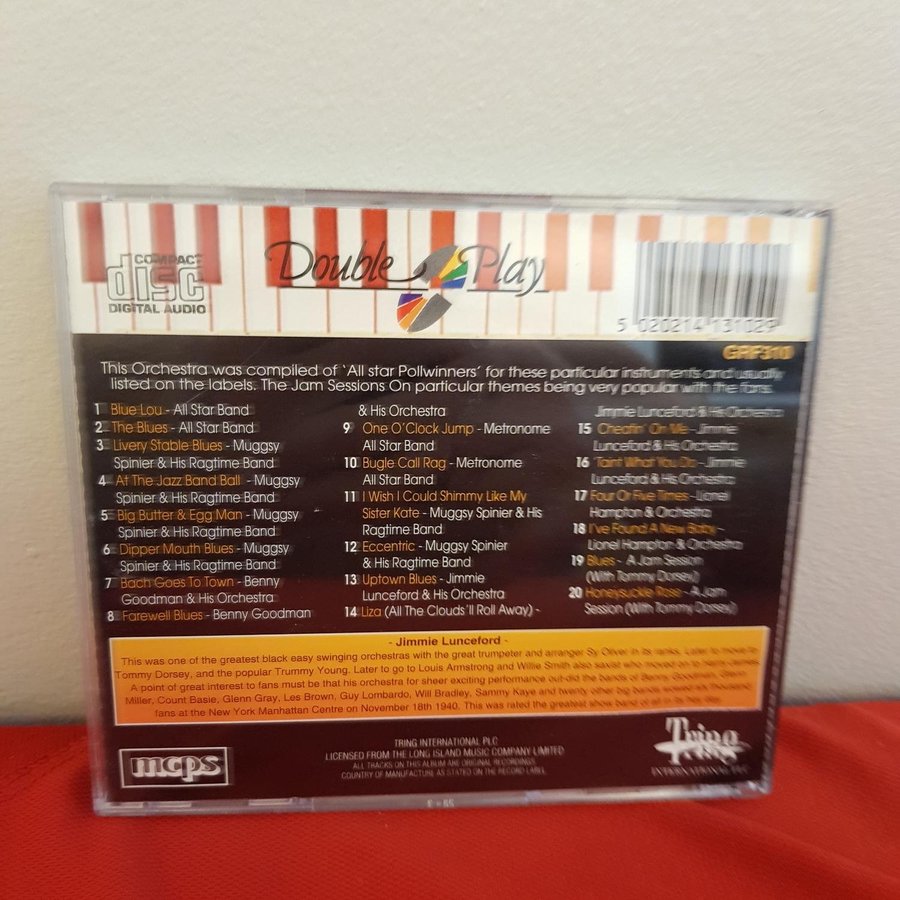 COMPACT
disc
DIGITAL AUDIO
Double Play
5 020214 131029
GRF310
This Orchestra was compiled of 'All star Pollwinners' for these particular instruments and usually
listed on the labels. The Jam Sessions On particular themes being very popular with the fans.
1 Blue Lou - All Star Band
2 The Blues - All Star Band
3 Livery Stable Blues - Muggsy
Spinier & His Ragtime Band
4 At The Jazz Band Ball - Muggsy
Spinier & His Ragtime Band
5 Big Butter & Egg Man - Muggsy
Spinier & His Ragtime Band
6 Dipper Mouth Blues - Muggsy
Spinier & His Ragtime Band
7 Bach Goes To Town - Benny
Goodman & His Orchestra
8 Farewell Blues - Benny Goodman
& His Orchestra
9 One O'Clock Jump - Metronome
All Star Band
10 Bugle Call Rag - Metronome
All Star Band
11 I Wish I Could Shimmy Like My
Sister Kate - Muggsy Spinier & His
Ragtime Band
12 Eccentric - Muggsy Spinier
& His Ragtime Band
13 Uptown Blues - Jimmie
Lunceford & His Orchestra
14 Liza (All The Clouds'll Roll Away) -
Jimmie Lunceford & His Orchestra
15 Cheatin' On Me - Jimmie
Lunceford & His Orchestra
16 Taint What You Do - Jimmie
Lunceford & His Orchestra
17 Four Or Five Times - Lionel
Hampton & Orchestra
18 I've Found A New Baby -
Lionel Hampton & Orchestra
19 Blues - A Jam Session
(With Tommy Dorsey)
20 Honeysuckle Rose - A Jam
Session (With Tommy Dorsey)
- Jimmie Lunceford -
This was one of the greatest black easy swinging orchestras with the great trumpeter and arranger Sy Oliver in its ranks. Later to move to
Tommy Dorsey, and the popular Trummy Young. Later to go to Louis Armstrong and Willie Smith also saxist who moved on to many bands.
A point of great interest to fans must be that his orchestra for sheer exciting performance out-did the bands of Benny Goodman, Glenn
Miller, Count Basie, Glenn Gray, Les Brown, Guy Lombardo, Will Bradley, Sammy Kaye and twenty other big bands before six thousand
fans at the New York Manhattan Centre on November 18th 1940. This was rated the greatest show band of all in its hey day.
mcps
TRING INTERNATIONAL PLC
LICENSED FROM THE LONG ISLAND MUSIC COMPANY LIMITED
ALL TRACKS ON THIS ALBUM ARE ORIGINAL RECORDINGS
COUNTRY OF MANUFACTURE AS STATED ON THE RECORD LABEL
Tring
INTERNATIONAL PLC